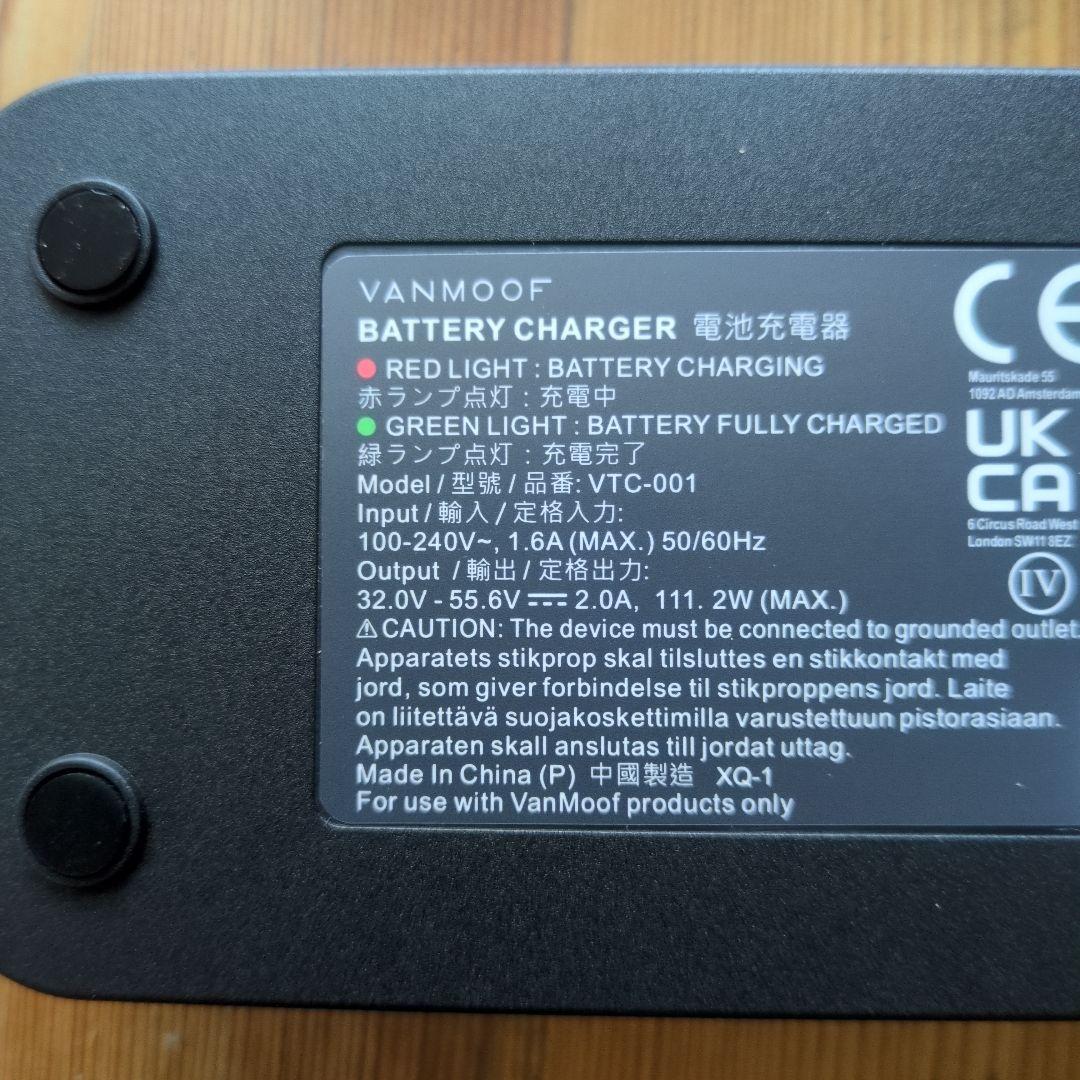 VANMOOF
BATTERY CHARGER 電池充電器
RED LIGHT : BATTERY CHARGING
赤ランプ点灯 : 充電中
GREEN LIGHT : BATTERY FULLY CHARGED
緑ランプ点灯 : 充電完了
Model / 型號 / 品番: VTC-001
Input / 輸入 / 定格入力:
100-240V~, 1.6A (MAX.) 50/60Hz
Output / 輸出 / 定格出力:
32.0V - 55.6V ⎓ 2.0A, 111. 2W (MAX.)
⚠ CAUTION: The device must be connected to grounded outlet.
Apparatets stikprop skal tilsluttes en stikkontakt med
jord, som giver forbindelse til stikproppens jord. Laite
on liitettävä suojakoskettimilla varustettuun pistorasiaan.
Apparaten skall anslutas till jordat uttag.
Made In China (P) 中國製造 XQ-1
For use with VanMoof products only
CE
Mauritskade 55
1092 AD Amsterdam
UK
CA
6 Circus Road West
London SW11 8EZ
IV